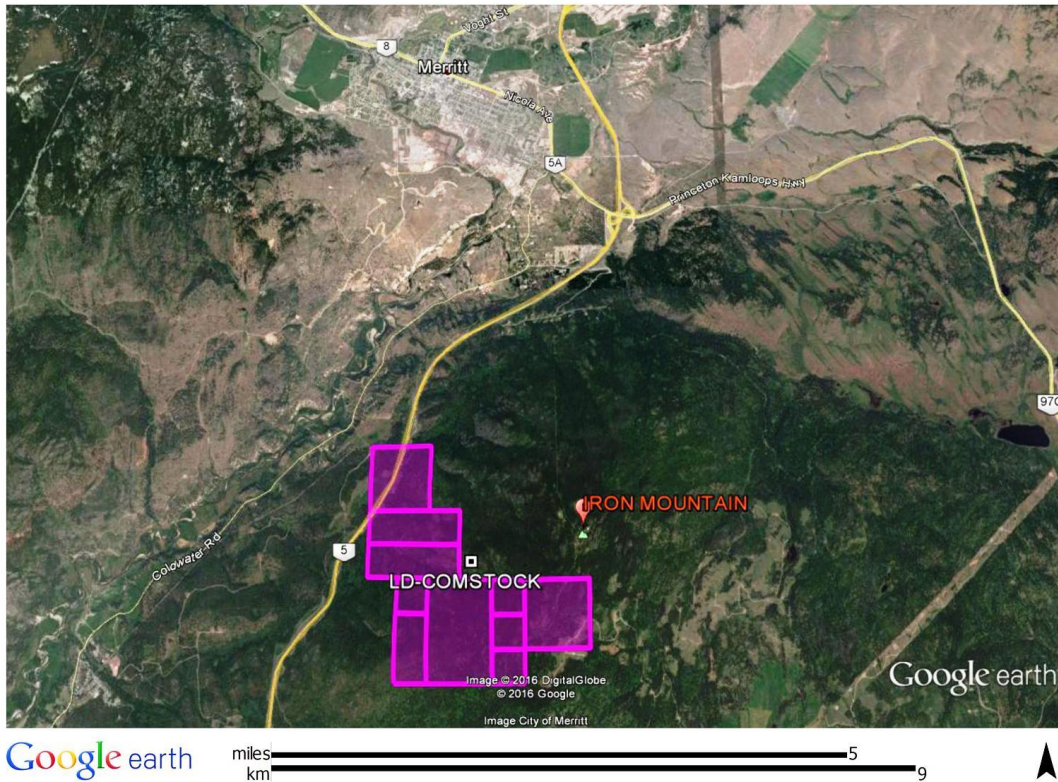 Voght St
8
Merritt
Nicola Ave
5A
Princeton Kamloops Hwy
97C
IRON MOUNTAIN
Coldwater Rd
5
LD-COMSTOCK
Image © 2016 DigitalGlobe
© 2016 Google
Google earth
Image City of Merritt
Google earth
miles 5
km 9